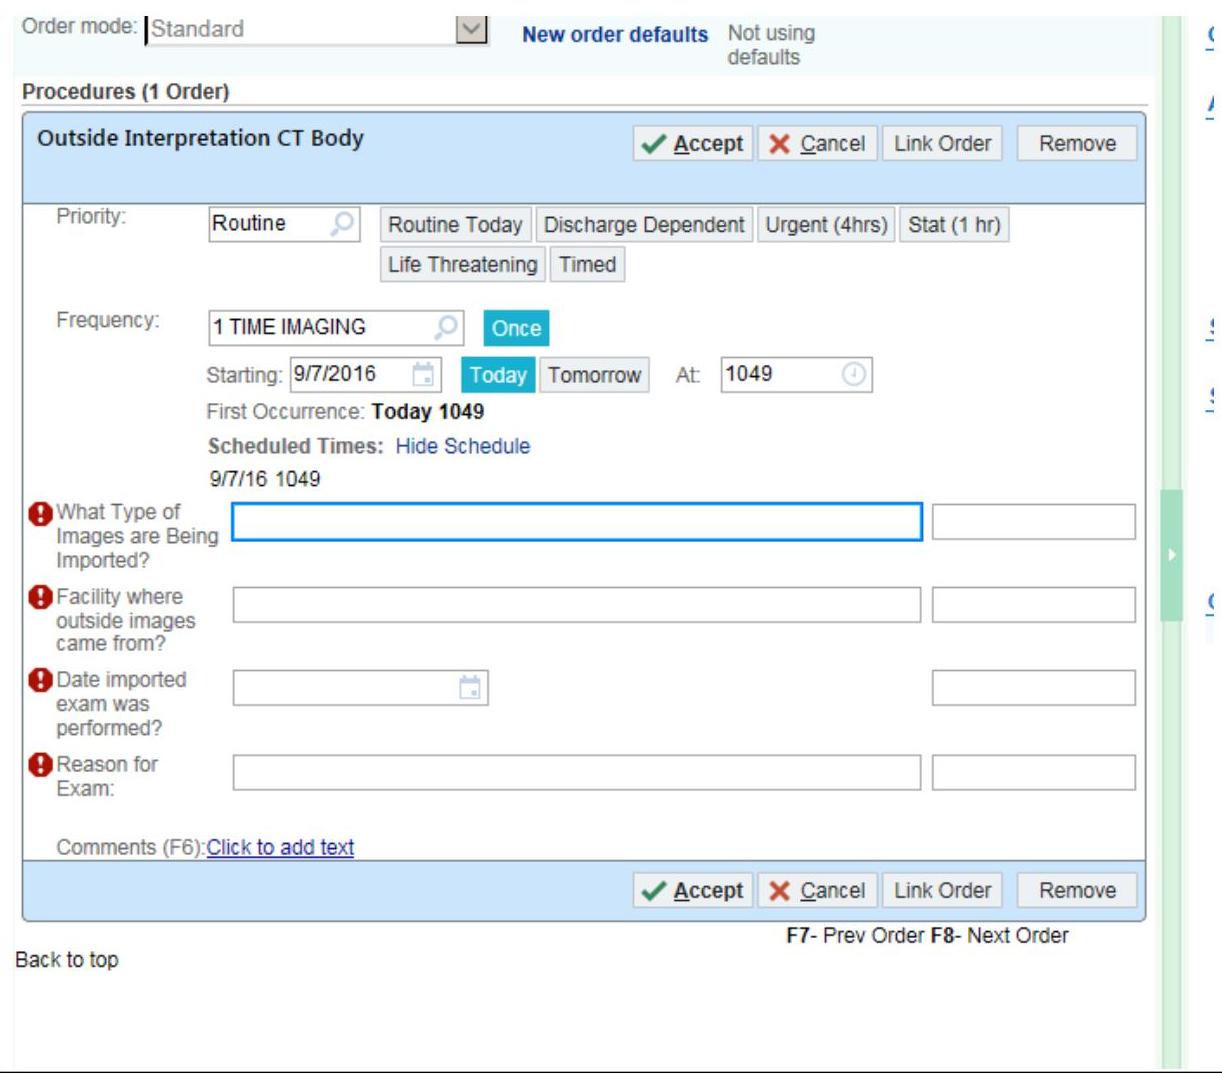 Order mode: Standard New order defaults Not using
defaults
Procedures (1 Order)
Outside Interpretation CT Body Accept Cancel Link Order Remove
Priority: Routine Routine Today Discharge Dependent Urgent (4hrs) Stat (1 hr)
Life Threatening Timed
Frequency: 1 TIME IMAGING Once
Starting: 9/7/2016 Today Tomorrow At: 1049
First Occurrence: Today 1049
Scheduled Times: Hide Schedule
9/7/16 1049
What Type of
Images are Being
Imported?
Facility where
outside images
came from?
Date imported
exam was
performed?
Reason for
Exam:
Comments (F6): Click to add text
Accept Cancel Link Order Remove
F7- Prev Order F8- Next Order
Back to top